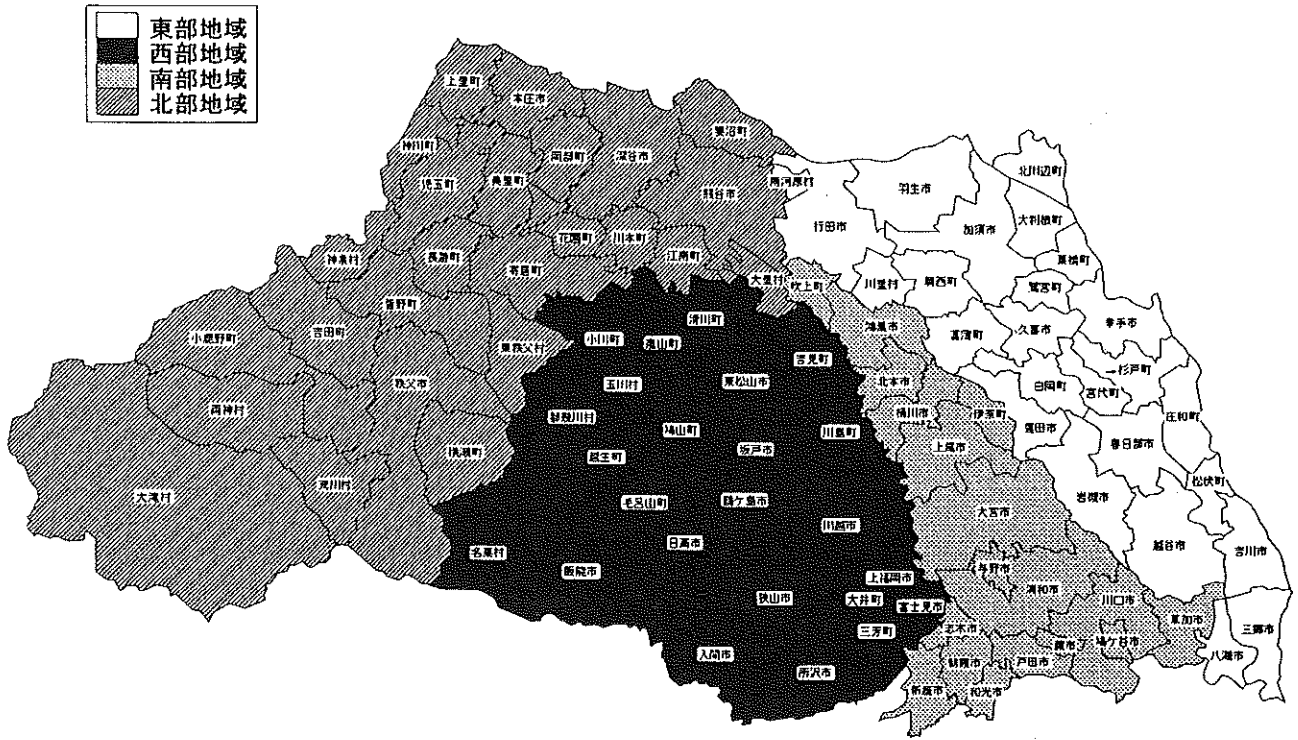 東部地域
西部地域
南部地域
北部地域
上里町
本庄市
妻沼町
神川町
岡部町
深谷市
北川辺町
児玉町
美里町
熊谷市
南河原村
羽生市
行田市
加須市
大利根町
花園町
川本町
神泉村
長瀞町
寄居町
江南町
大里村
吹上町
川里村
騎西町
栗橋町
鷲宮町
皆野町
滑川町
小鹿野町
吉田町
東秩父村
小川町
嵐山町
吉見町
鴻巣市
菖蒲町
久喜市
幸手市
杉戸町
秩父市
玉川村
東松山市
北本市
白岡町
宮代町
両神村
都幾川村
鳩山町
川島町
桶川市
伊奈町
蓮田市
庄和町
横瀬町
越生町
坂戸市
上尾市
春日部市
荒川村
大滝村
毛呂山町
鶴ケ島市
川越市
大宮市
岩槻市
松伏町
名栗村
日高市
飯能市
越谷市
吉川市
上福岡市
与野市
浦和市
狭山市
大井町
富士見市
川口市
三芳町
志木市
草加市
三郷市
入間市
所沢市
朝霞市
戸田市
蕨市
鳩ケ谷市
八潮市
新座市
和光市